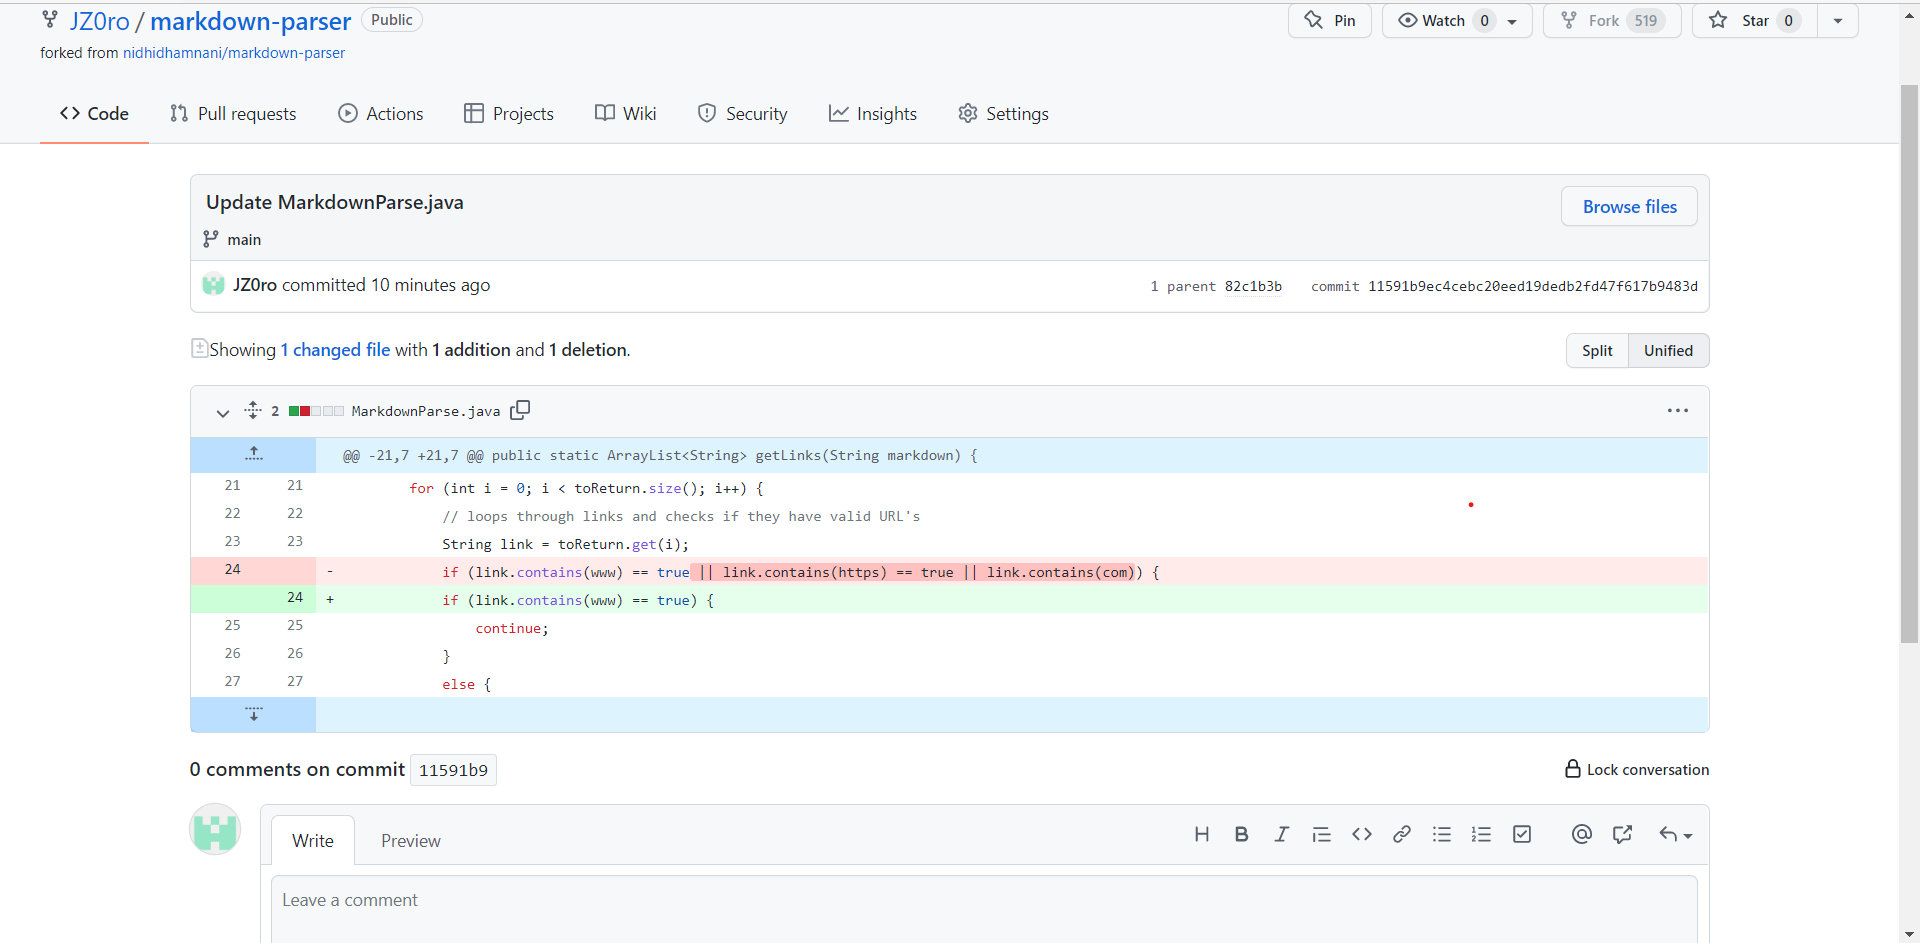 JZ0ro / markdown-parser Public Pin Watch 0 Fork 519 Star 0
forked from nidhidhamnani/markdown-parser
Code Pull requests Actions Projects Wiki Security Insights Settings
Update MarkdownParse.java
Browse files
main
JZ0ro committed 10 minutes ago 1 parent 82c1b3b commit 11591b9ec4cebc20eed19dedb2fd47f617b9483d
Showing 1 changed file with 1 addition and 1 deletion. Split Unified
2 MarkdownParse.java
@@ -21,7 +21,7 @@ public static ArrayList<String> getLinks(String markdown) {
21 21 for (int i = 0; i < toReturn.size(); i++) {
22 22 // loops through links and checks if they have valid URL's
23 23 String link = toReturn.get(i);
24 - if (link.contains(www) == true || link.contains(https) == true || link.contains(com)) {
24 + if (link.contains(www) == true) {
25 25 continue;
26 26 }
27 27 else {
0 comments on commit 11591b9 Lock conversation
Write Preview
Leave a comment